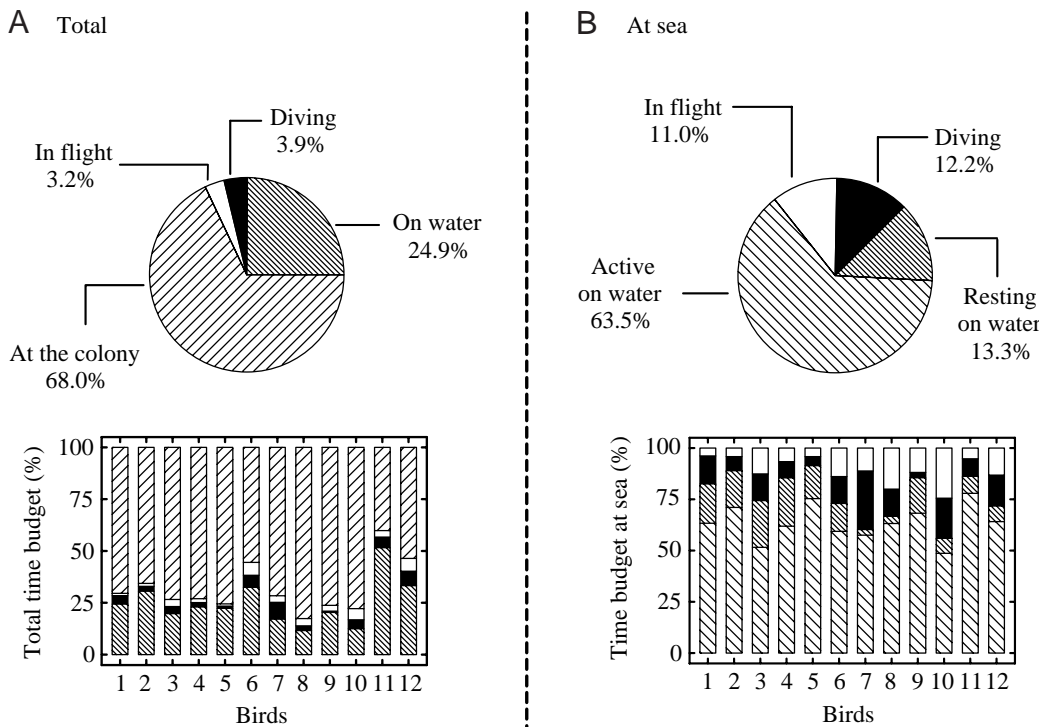 A Total
Diving
3.9%
In flight
3.2%
On water
24.9%
At the colony
68.0%
100
75
50
25
0
Total time budget (%)
1 2 3 4 5 6 7 8 9 10 11 12
Birds
B At sea
In flight
11.0%
Diving
12.2%
Active
on water
63.5%
Resting
on water
13.3%
100
75
50
25
0
Time budget at sea (%)
1 2 3 4 5 6 7 8 9 10 11 12
Birds